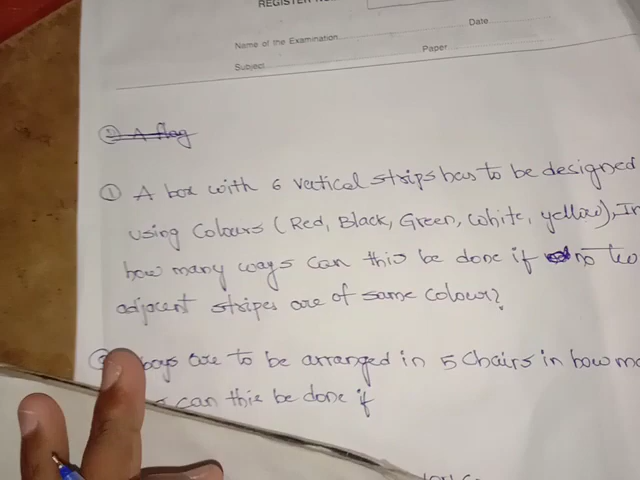 REGISTER
Name of the Examination Date
Subject Paper
① A box with 6 vertical strips has to be designed
using Colours (Red, Black, Green, white, yellow), In
how many ways can this be done if no two
adjacent stripes are of same colour?
boys are to be arranged in 5 Chairs in how
can this be done if